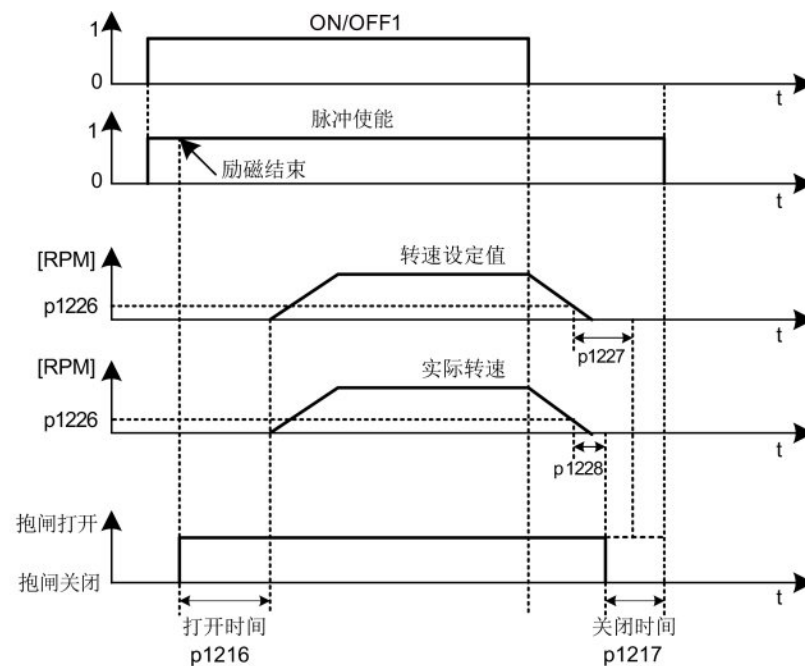 ON/OFF1
1
0
t
脉冲使能
1
励磁结束
0
t
[RPM]
转速设定值
p1226
t
p1227
[RPM]
实际转速
p1226
t
p1228
抱闸打开
抱闸关闭
t
打开时间
p1216
关闭时间
p1217